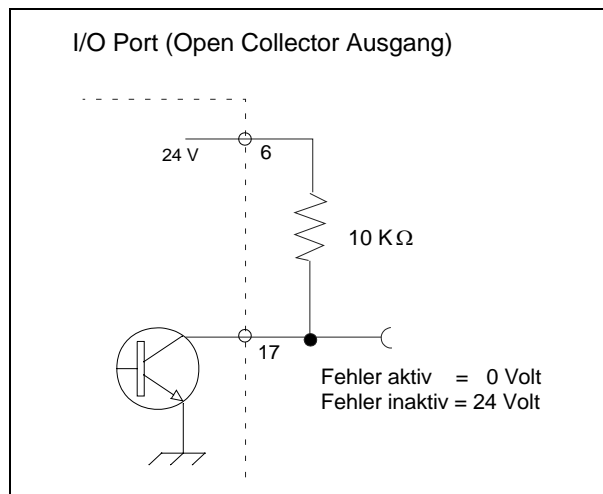 I/O Port (Open Collector Ausgang)
24 V
6
10 KΩ
17
Fehler aktiv = 0 Volt
Fehler inaktiv = 24 Volt